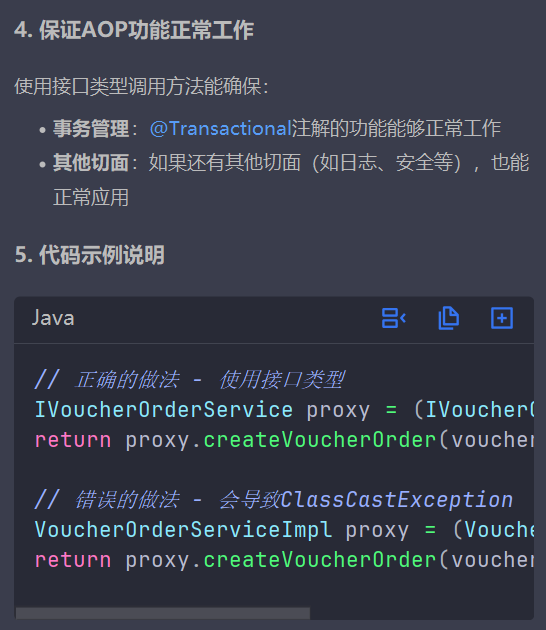 4. 保证AOP功能正常工作
使用接口类型调用方法能确保：
• 事务管理：@Transactional注解的功能能够正常工作
• 其他切面：如果还有其他切面（如日志、安全等），也能
正常应用
5. 代码示例说明
Java
// 正确的做法 - 使用接口类型
IVoucherOrderService proxy = (IVoucherO
return proxy.createVoucherOrder(voucher
// 错误的做法 - 会导致ClassCastException
VoucherOrderServiceImpl proxy = (Vouche
return proxy.createVoucherOrder(voucher